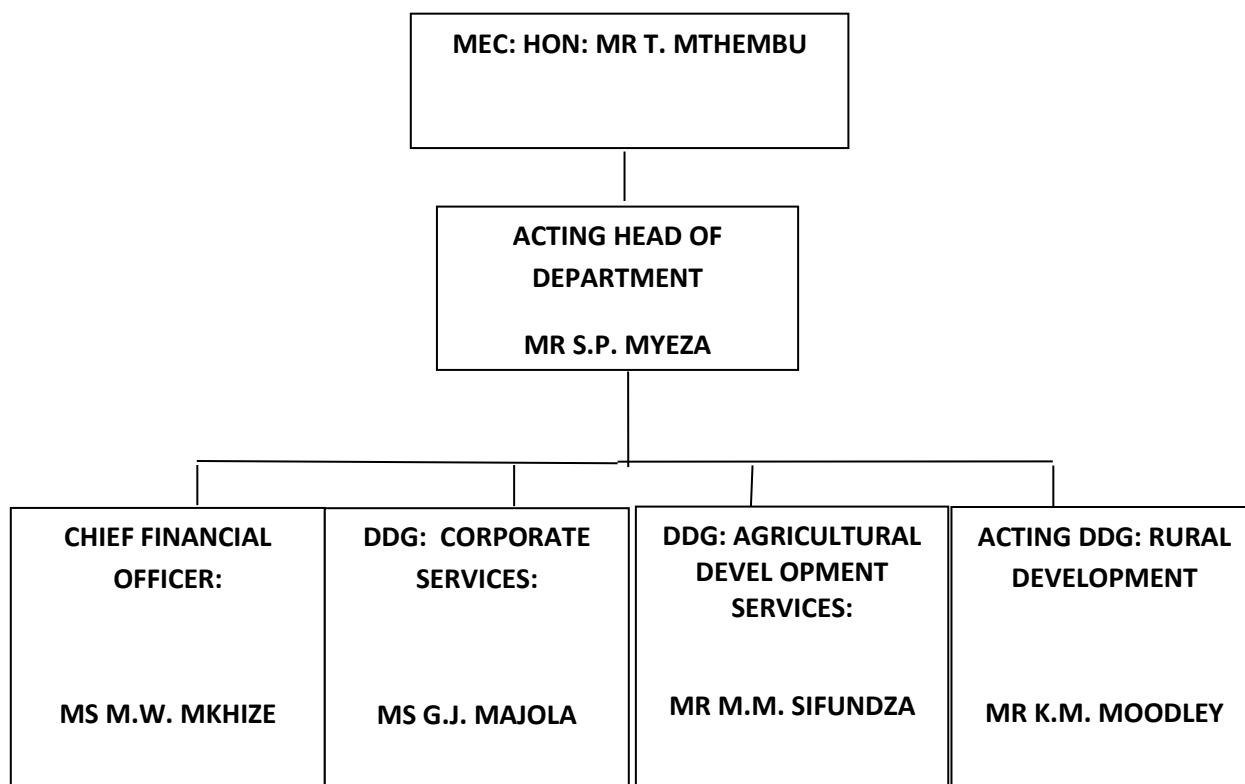 MEC: HON: MR T. MTHEMBU
ACTING HEAD OF
DEPARTMENT
MR S.P. MYEZA
CHIEF FINANCIAL
OFFICER:
MS M.W. MKHIZE
DDG: CORPORATE
SERVICES:
MS G.J. MAJOLA
DDG: AGRICULTURAL
DEVEL OPMENT
SERVICES:
MR M.M. SIFUNDZA
ACTING DDG: RURAL
DEVELOPMENT
MR K.M. MOODLEY